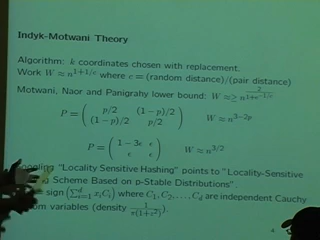 Indyk-Motwani Theory
Algorithm: k coordinates chosen with replacement.
Work W ≈ n^{1+1/c} where c = (random distance)/(pair distance)
Motwani, Naor and Panigrahy lower bound: W ≈≥ n^{2/(1+e^{-1/c})}
P = ( p/2 (1-p)/2
(1-p)/2 p/2 ) W ≈ n^{3-2p}
P = ( 1-3ε ε
ε ε ) W ≈ n^{3/2}
"Locality Sensitive Hashing" points to "Locality-Sensitive
Scheme Based on p-Stable Distributions".
= sign(∑_{i=1}^{d} x_i C_i) where C_1, C_2, ..., C_d are independent Cauchy
variables (density 1/(π(1+z²))).
4